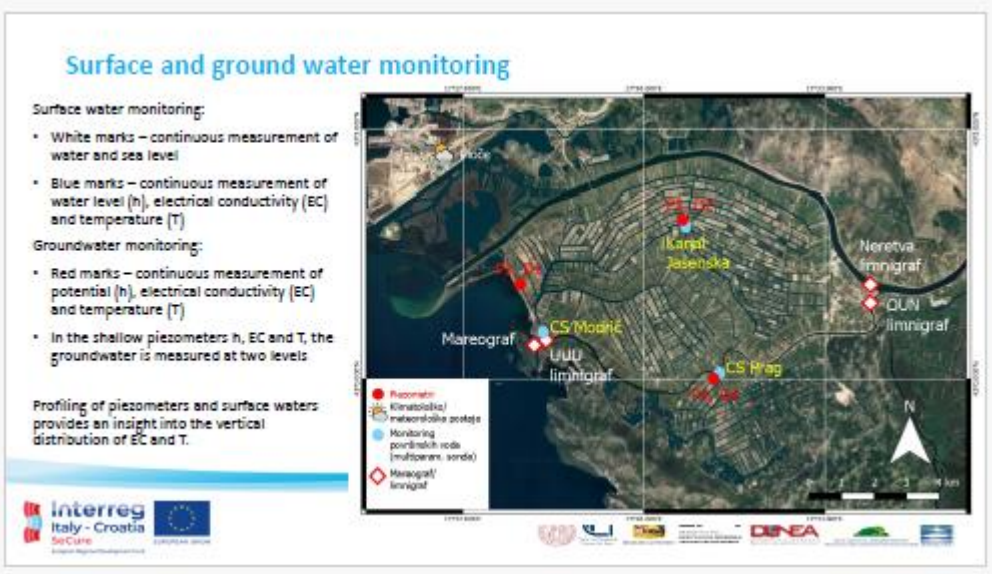 Surface and ground water monitoring
Surface water monitoring:
• White marks – continuous measurement of
water and sea level
• Blue marks – continuous measurement of
water level (h), electrical conductivity (EC)
and temperature (T)
Groundwater monitoring:
• Red marks – continuous measurement of
potential (h), electrical conductivity (EC)
and temperature (T)
• In the shallow piezometers h, EC and T, the
groundwater is measured at two levels
Profiling of piezometers and surface waters
provides an insight into the vertical
distribution of EC and T.
Kanal
Jasenska
Neretva
limnigraf
OUN
limnigraf
CS Modrič
Mareograf
UUU
limnigraf
CS Prag
Piezometri
Klimatološko/
meteorološka postaja
Monitoring
površinskih voda
(multiparam. sonda)
Mareograf/
limnigraf
N
km
Interreg
Italy - Croatia
SeCure
European Regional Development Fund
EUROPEAN UNION
DUNEA